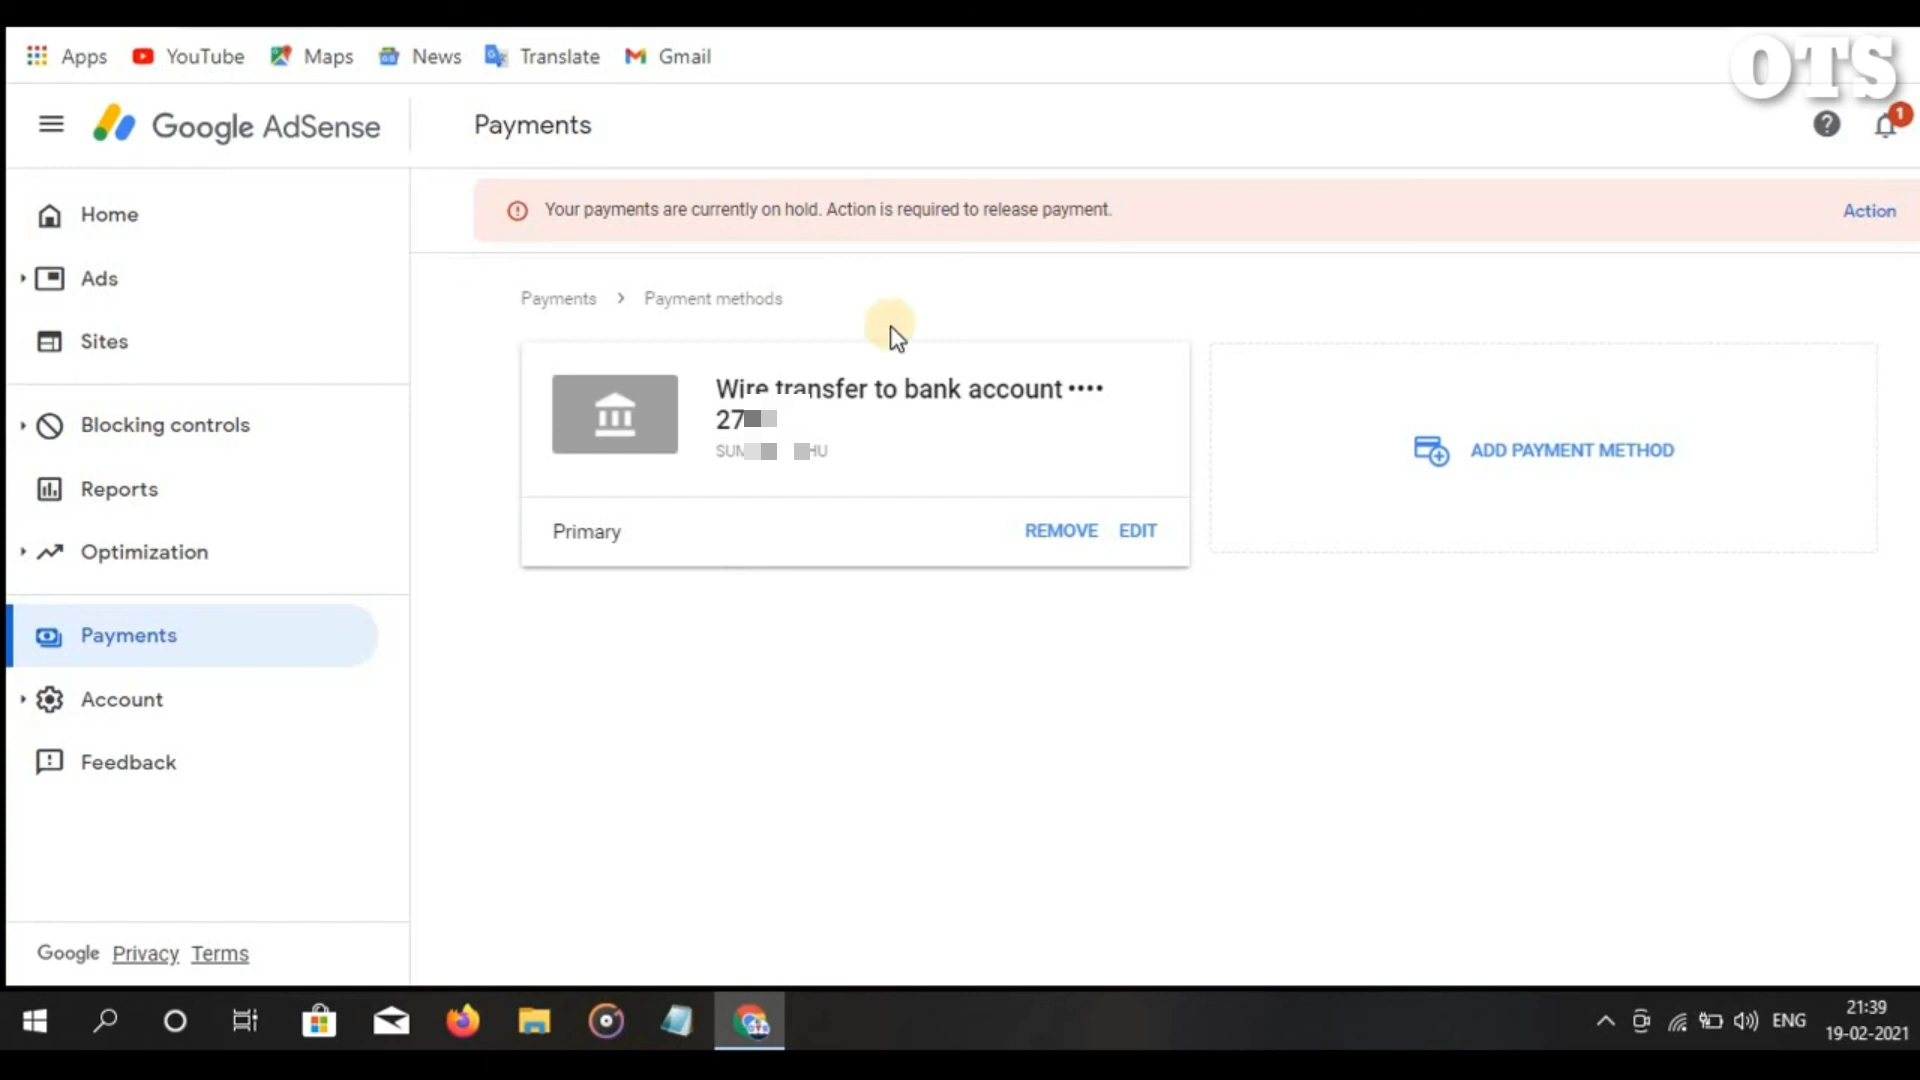 Apps YouTube Maps News Translate Gmail
OTS
Google AdSense
Payments
1
Home
Ads
Sites
Blocking controls
Reports
Optimization
Payments
Account
Feedback
Google Privacy Terms
Your payments are currently on hold. Action is required to release payment.
Action
Payments > Payment methods
Wire transfer to bank account ••••
27
Primary
REMOVE EDIT
ADD PAYMENT METHOD
ENG
21:39
19-02-2021